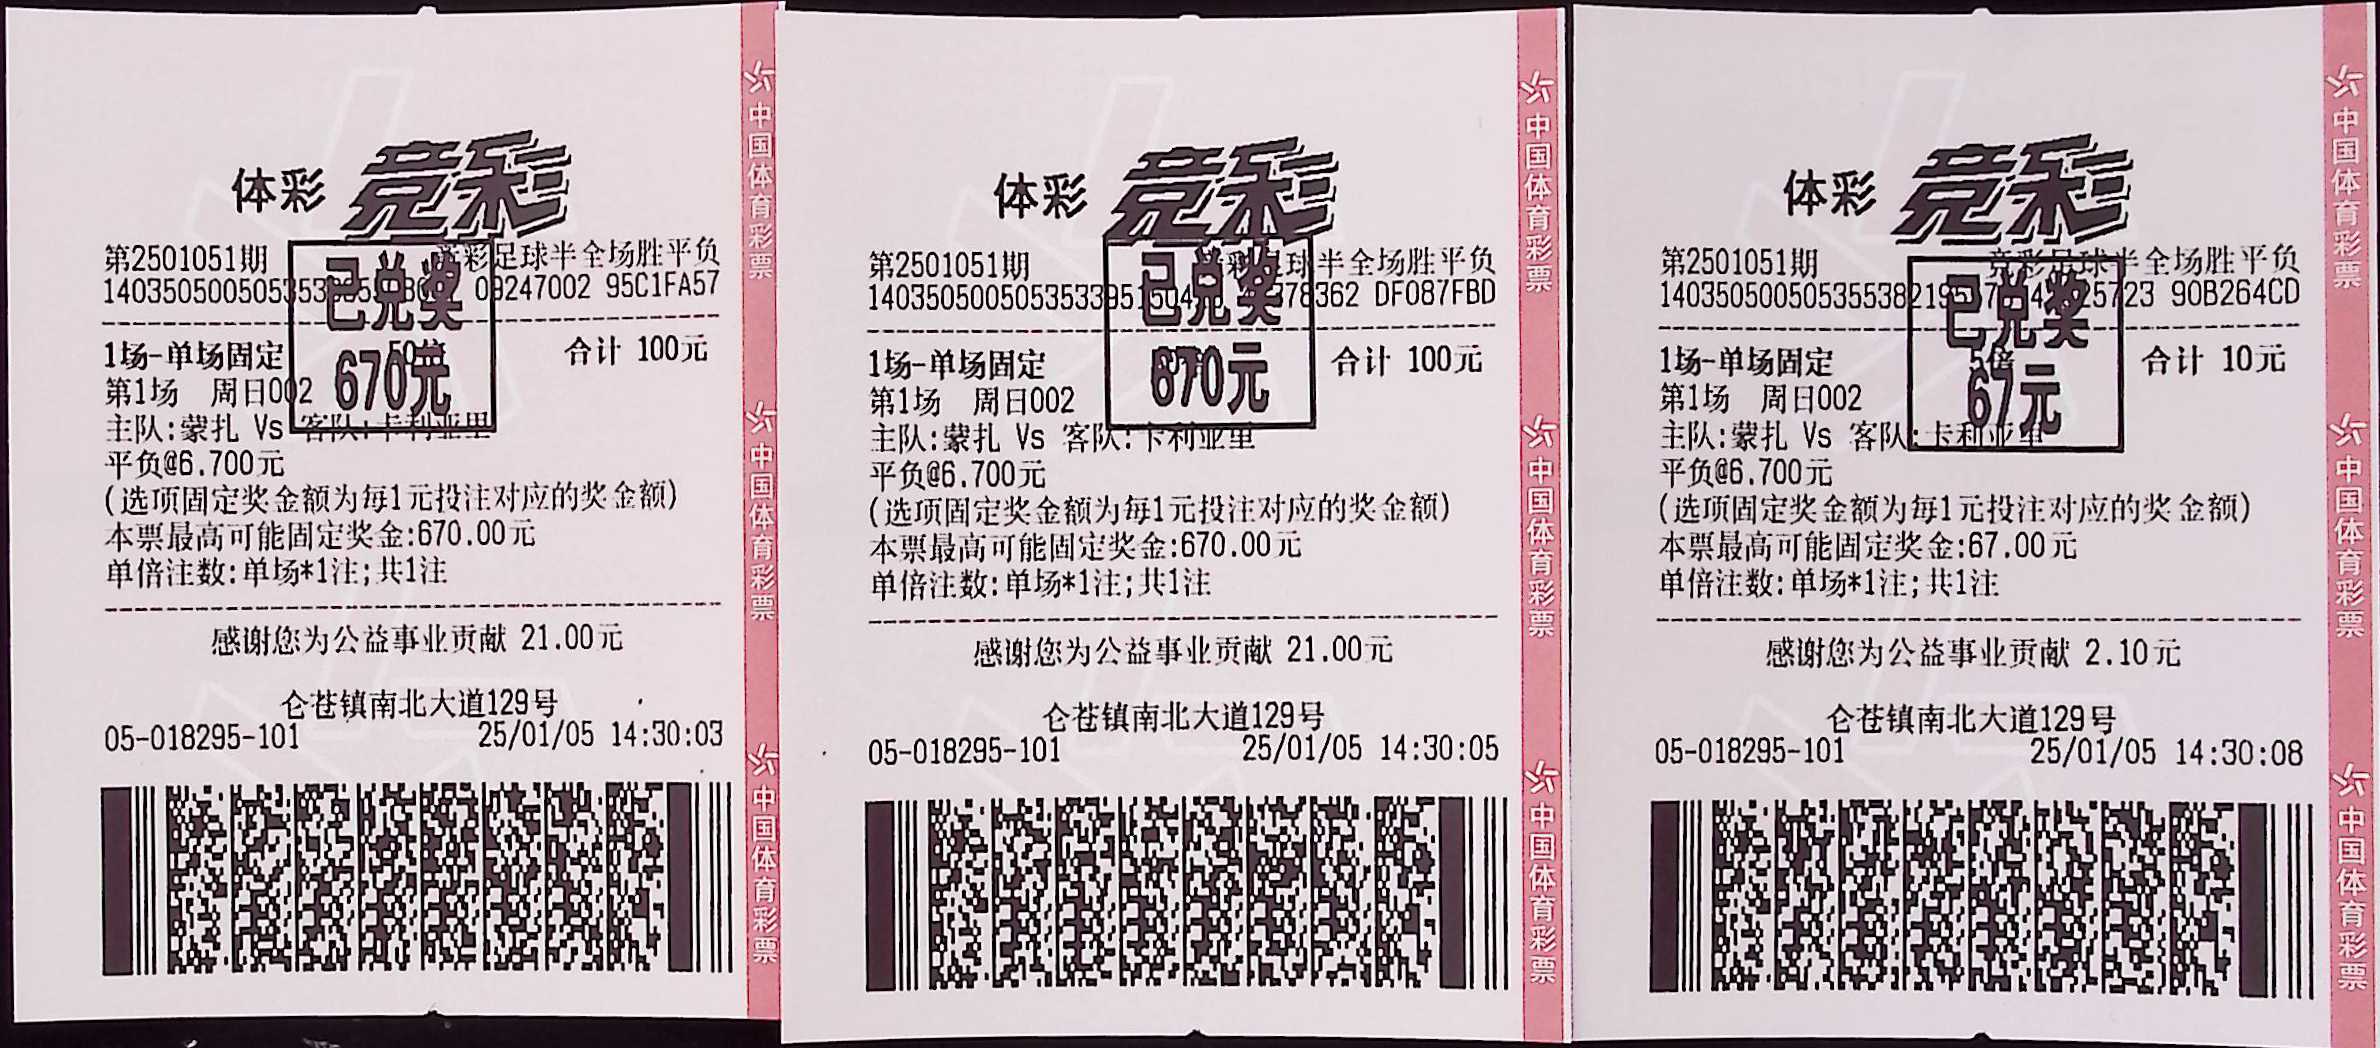 体彩 竞彩
第2501051期 竞彩足球半全场胜平负
09247002 95C1FA57
已兑奖
670元
1场-单场固定 50倍 合计 100元
第1场 周日002
主队:蒙扎 Vs 客队:卡利亚里
平负@6.700元
(选项固定奖金额为每1元投注对应的奖金额)
本票最高可能固定奖金:670.00元
单倍注数:单场*1注;共1注
感谢您为公益事业贡献 21.00元
仑苍镇南北大道129号
05-018295-101 25/01/05 14:30:03
中国体育彩票
中国体育彩票
中国体育彩票
体彩 竞彩
第2501051期 竞彩足球半全场胜平负
DF087FBD
已兑奖
670元
1场-单场固定 合计 100元
第1场 周日002
主队:蒙扎 Vs 客队:卡利亚里
平负@6.700元
(选项固定奖金额为每1元投注对应的奖金额)
本票最高可能固定奖金:670.00元
单倍注数:单场*1注;共1注
感谢您为公益事业贡献 21.00元
仑苍镇南北大道129号
05-018295-101 25/01/05 14:30:05
中国体育彩票
中国体育彩票
中国体育彩票
体彩 竞彩
第2501051期 竞彩足球半全场胜平负
90B264CD
已兑奖
67元
1场-单场固定 5倍 合计 10元
第1场 周日002
主队:蒙扎 Vs 客队:卡利亚里
平负@6.700元
(选项固定奖金额为每1元投注对应的奖金额)
本票最高可能固定奖金:67.00元
单倍注数:单场*1注;共1注
感谢您为公益事业贡献 2.10元
仑苍镇南北大道129号
05-018295-101 25/01/05 14:30:08
中国体育彩票
中国体育彩票
中国体育彩票